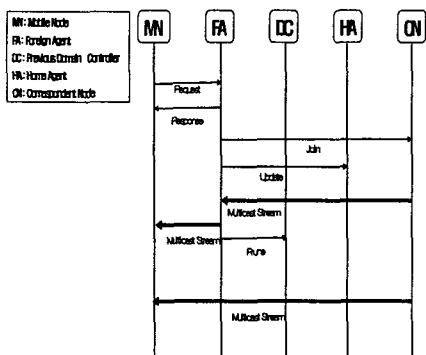 MN: Mobile Node
FA: Foreign Agent
DC: Previous Domain Controller
HA: Home Agent
CN: Correspondent Node
MN FA DC HA CN
Request
Response
Join
Update
Multicast Stream
Multicast Stream
Prune
Multicast Stream